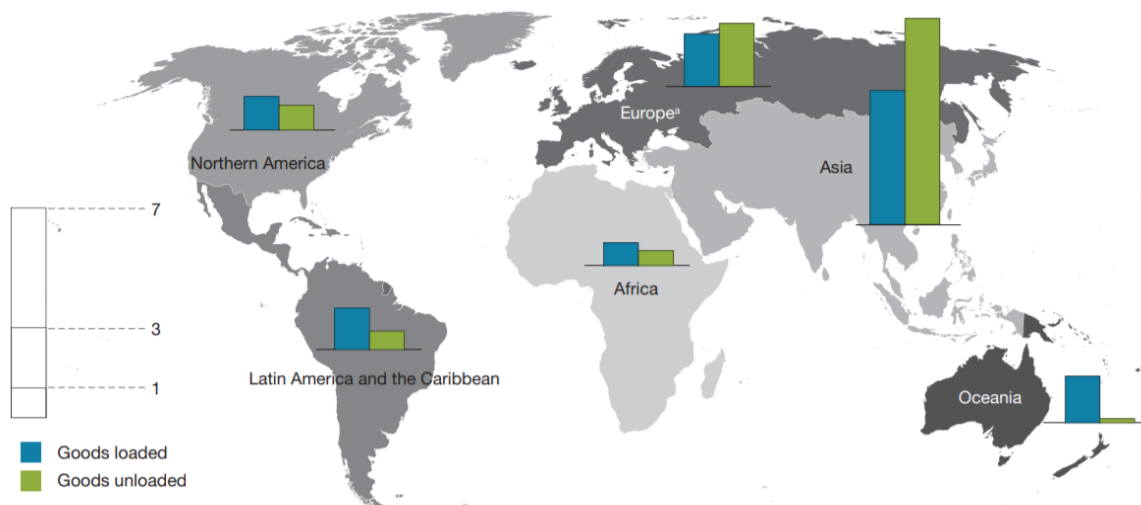 Europeᵃ
Northern America
Asia
7
Africa
3
Latin America and the Caribbean
1
Oceania
Goods loaded
Goods unloaded